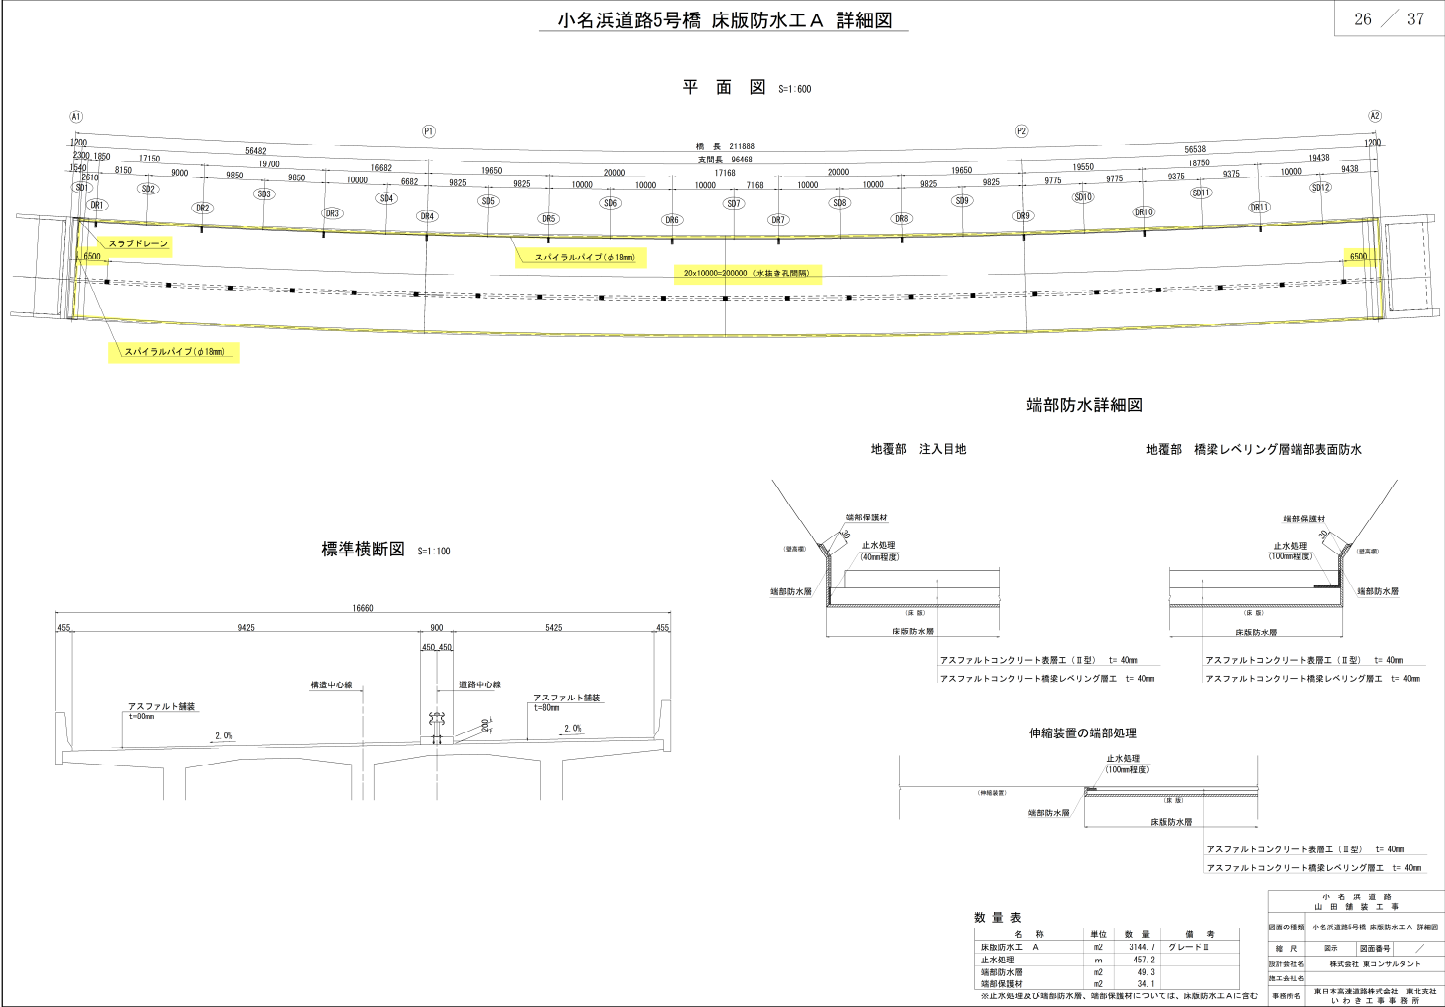 小名浜道路5号橋 床版防水工A 詳細図
26 ／ 37
平 面 図 S=1:600
A1 P1 P2 A2
橋 長 211888
1200 56482 支間長 96468 56538 1200
2300 1850 17150 19700 16682 19650 20000 17168 20000 19650 19550 18750 19438
1540 2610 8150 9000 9850 9850 10000 6682 9825 9825 10000 10000 10000 7168 10000 10000 9825 9825 9775 9775 9376 9375 10000 9438
SD1 SD2 SD3 SD4 SD5 SD6 SD7 SD8 SD9 SD10 SD11 SD12
DR1 DR2 DR3 DR4 DR5 DR6 DR7 DR8 DR9 DR10 DR11
スラブドレーン
スパイラルパイプ(φ18mm)
6500 20x10000=200000 (水抜き孔間隔) 6500
スパイラルパイプ(φ18mm)
端部防水詳細図
地覆部 注入目地
地覆部 橋梁レベリング層端部表面防水
端部保護材
30
(壁高欄)
止水処理
(40mm程度)
端部防水層
(床 版)
床版防水層
アスファルトコンクリート表層工（Ⅱ型） t= 40mm
アスファルトコンクリート橋梁レベリング層工 t= 40mm
端部保護材
30
(壁高欄)
止水処理
(100mm程度)
端部防水層
(床 版)
床版防水層
アスファルトコンクリート表層工（Ⅱ型） t= 40mm
アスファルトコンクリート橋梁レベリング層工 t= 40mm
標準横断図 S=1:100
16660
455 9425 900 5425 455
450 450
構造中心線 道路中心線
アスファルト舗装
t=80mm
アスファルト舗装
t=80mm
200
2.0% 2.0%
伸縮装置の端部処理
止水処理
(100mm程度)
(伸縮装置)
(床 版)
端部防水層
床版防水層
アスファルトコンクリート表層工（Ⅱ型） t= 40mm
アスファルトコンクリート橋梁レベリング層工 t= 40mm
数 量 表
名 称 単位 数 量 備 考
床版防水工 A m2 3144.7 グレードⅡ
止水処理 m 457.2
端部防水層 m2 49.3
端部保護材 m2 34.1
※止水処理及び端部防水層、端部保護材については、床版防水工Aに含む
小 名 浜 道 路
山 田 舗 装 工 事
図面の種類 小名浜道路5号橋 床版防水工A 詳細図
縮 尺 図示 図面番号 ／
設計会社名 株式会社 東コンサルタント
施工会社名
事務所名 東日本高速道路株式会社 東北支社
い わ き 工 事 事 務 所